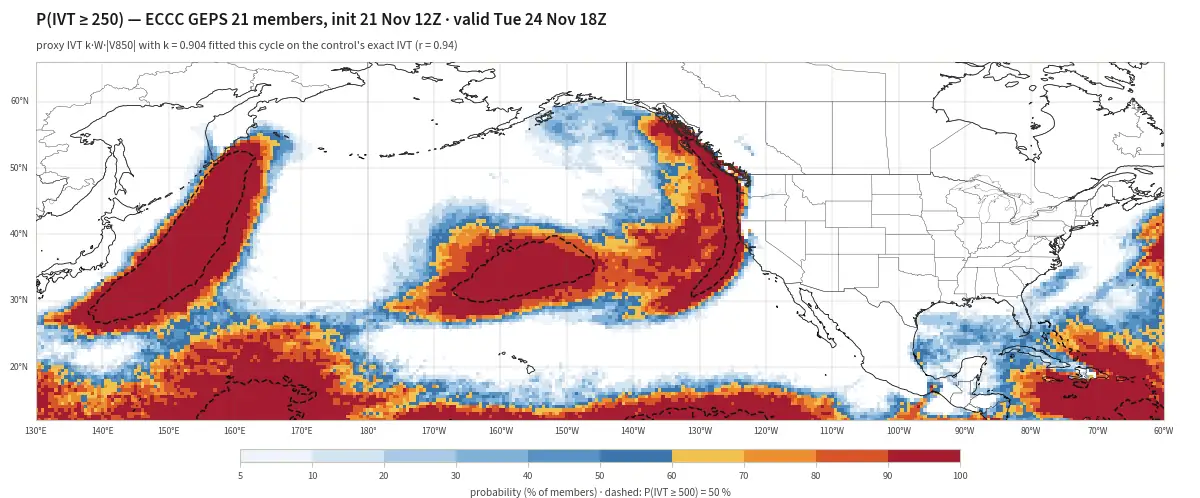 P(IVT ≥ 250) — ECCC GEPS 21 members, init 21 Nov 12Z · valid Tue 24 Nov 18Z
proxy IVT k·W·|V850| with k = 0.904 fitted this cycle on the control's exact IVT (r = 0.94)
60°N
50°N
40°N
30°N
20°N
130°E 140°E 150°E 160°E 170°E 180° 170°W 160°W 150°W 140°W 130°W 120°W 110°W 100°W 90°W 80°W 70°W 60°W
5 10 20 30 40 50 60 70 80 90 100
probability (% of members) · dashed: P(IVT ≥ 500) = 50 %